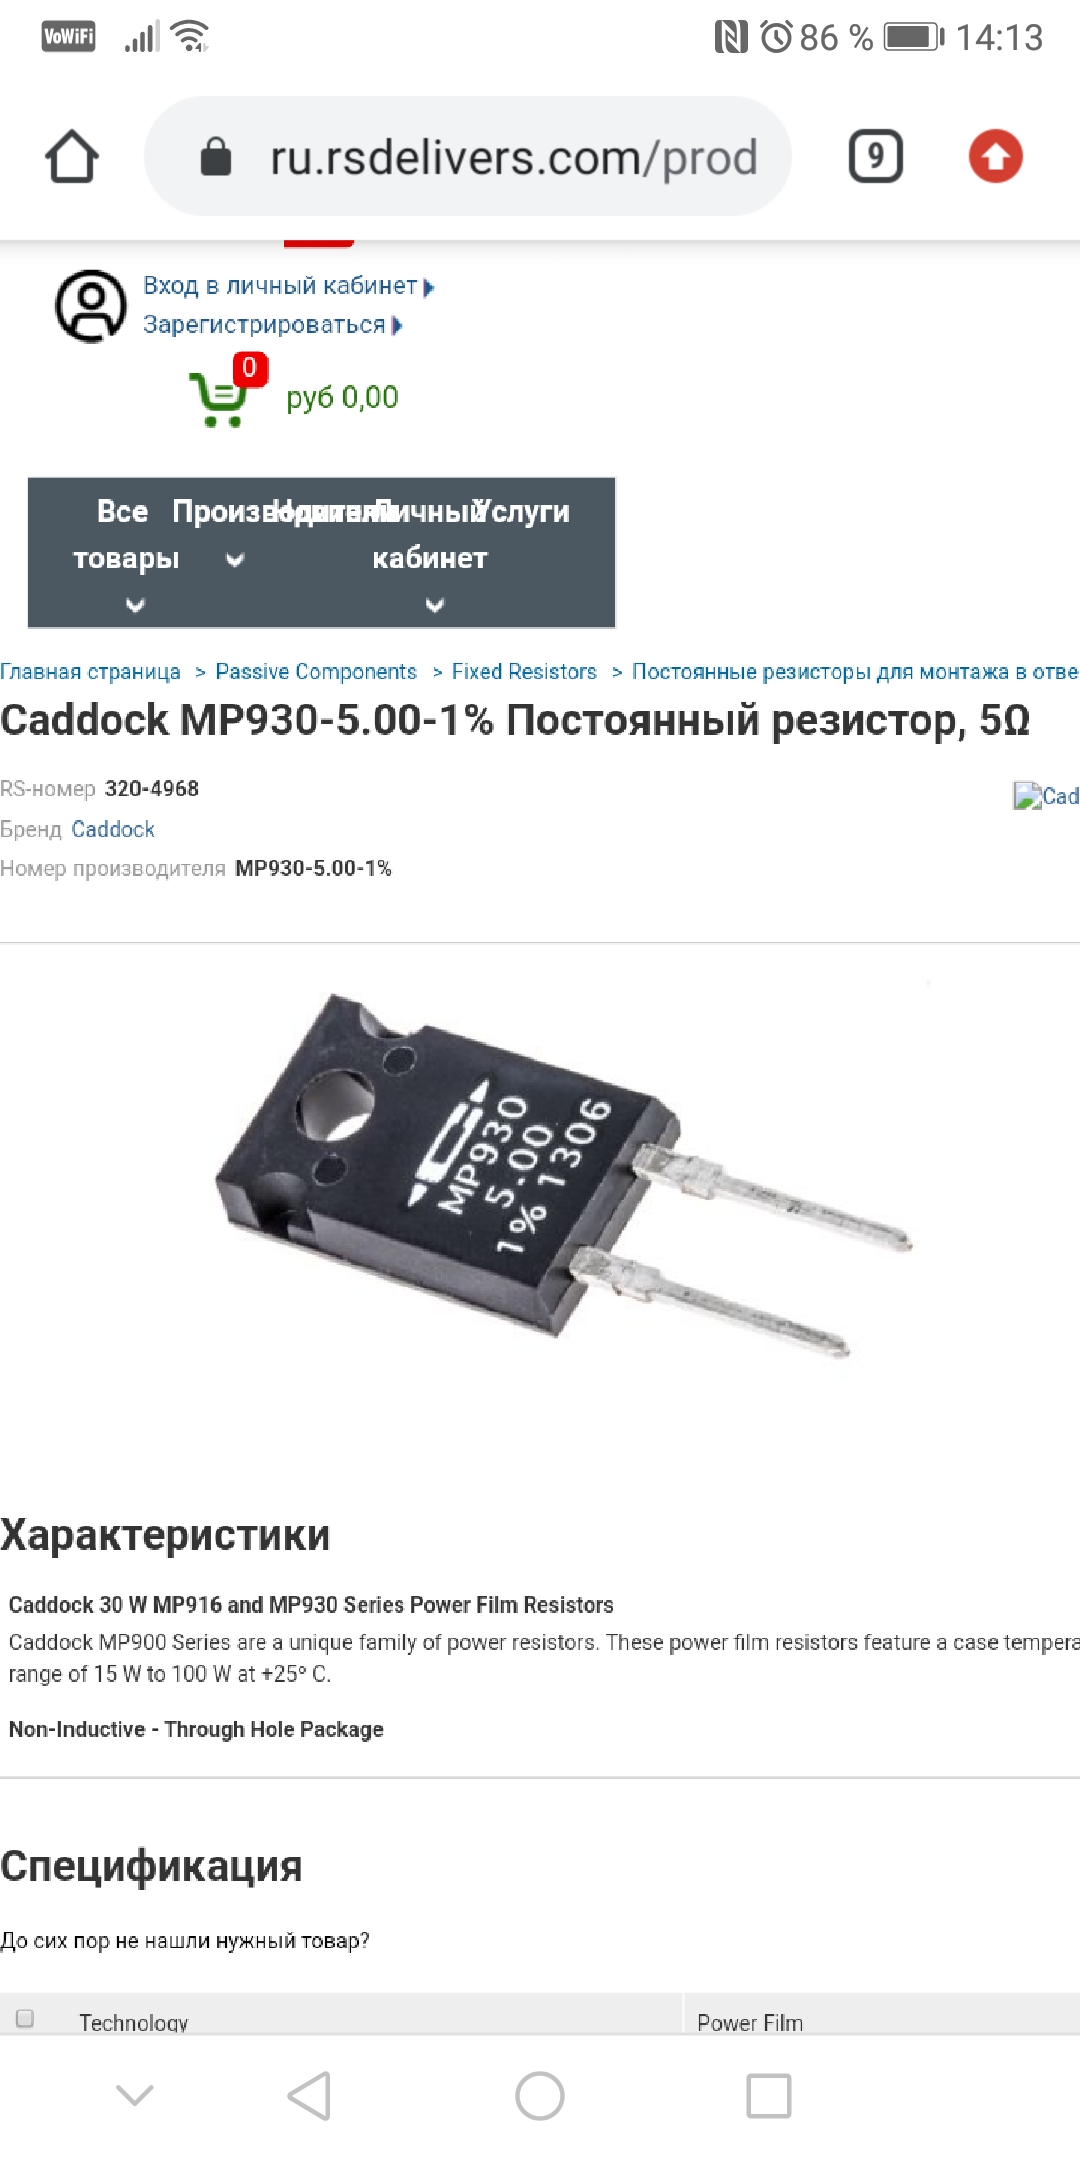 VoWiFi 86 % 14:13
ru.rsdelivers.com/prod
9
Вход в личный кабинет
Зарегистрироваться
0
руб 0,00
Все Производители Личный Услуги
товары кабинет
Главная страница > Passive Components > Fixed Resistors > Постоянные резисторы для монтажа в отве
Caddock MP930-5.00-1% Постоянный резистор, 5Ω
RS-номер 320-4968
Cad
Бренд Caddock
Номер производителя MP930-5.00-1%
MP930
5.00
1% 1306
Характеристики
Caddock 30 W MP916 and MP930 Series Power Film Resistors
Caddock MP900 Series are a unique family of power resistors. These power film resistors feature a case tempera
range of 15 W to 100 W at +25º C.
Non-Inductive - Through Hole Package
Спецификация
До сих пор не нашли нужный товар?
Technology Power Film